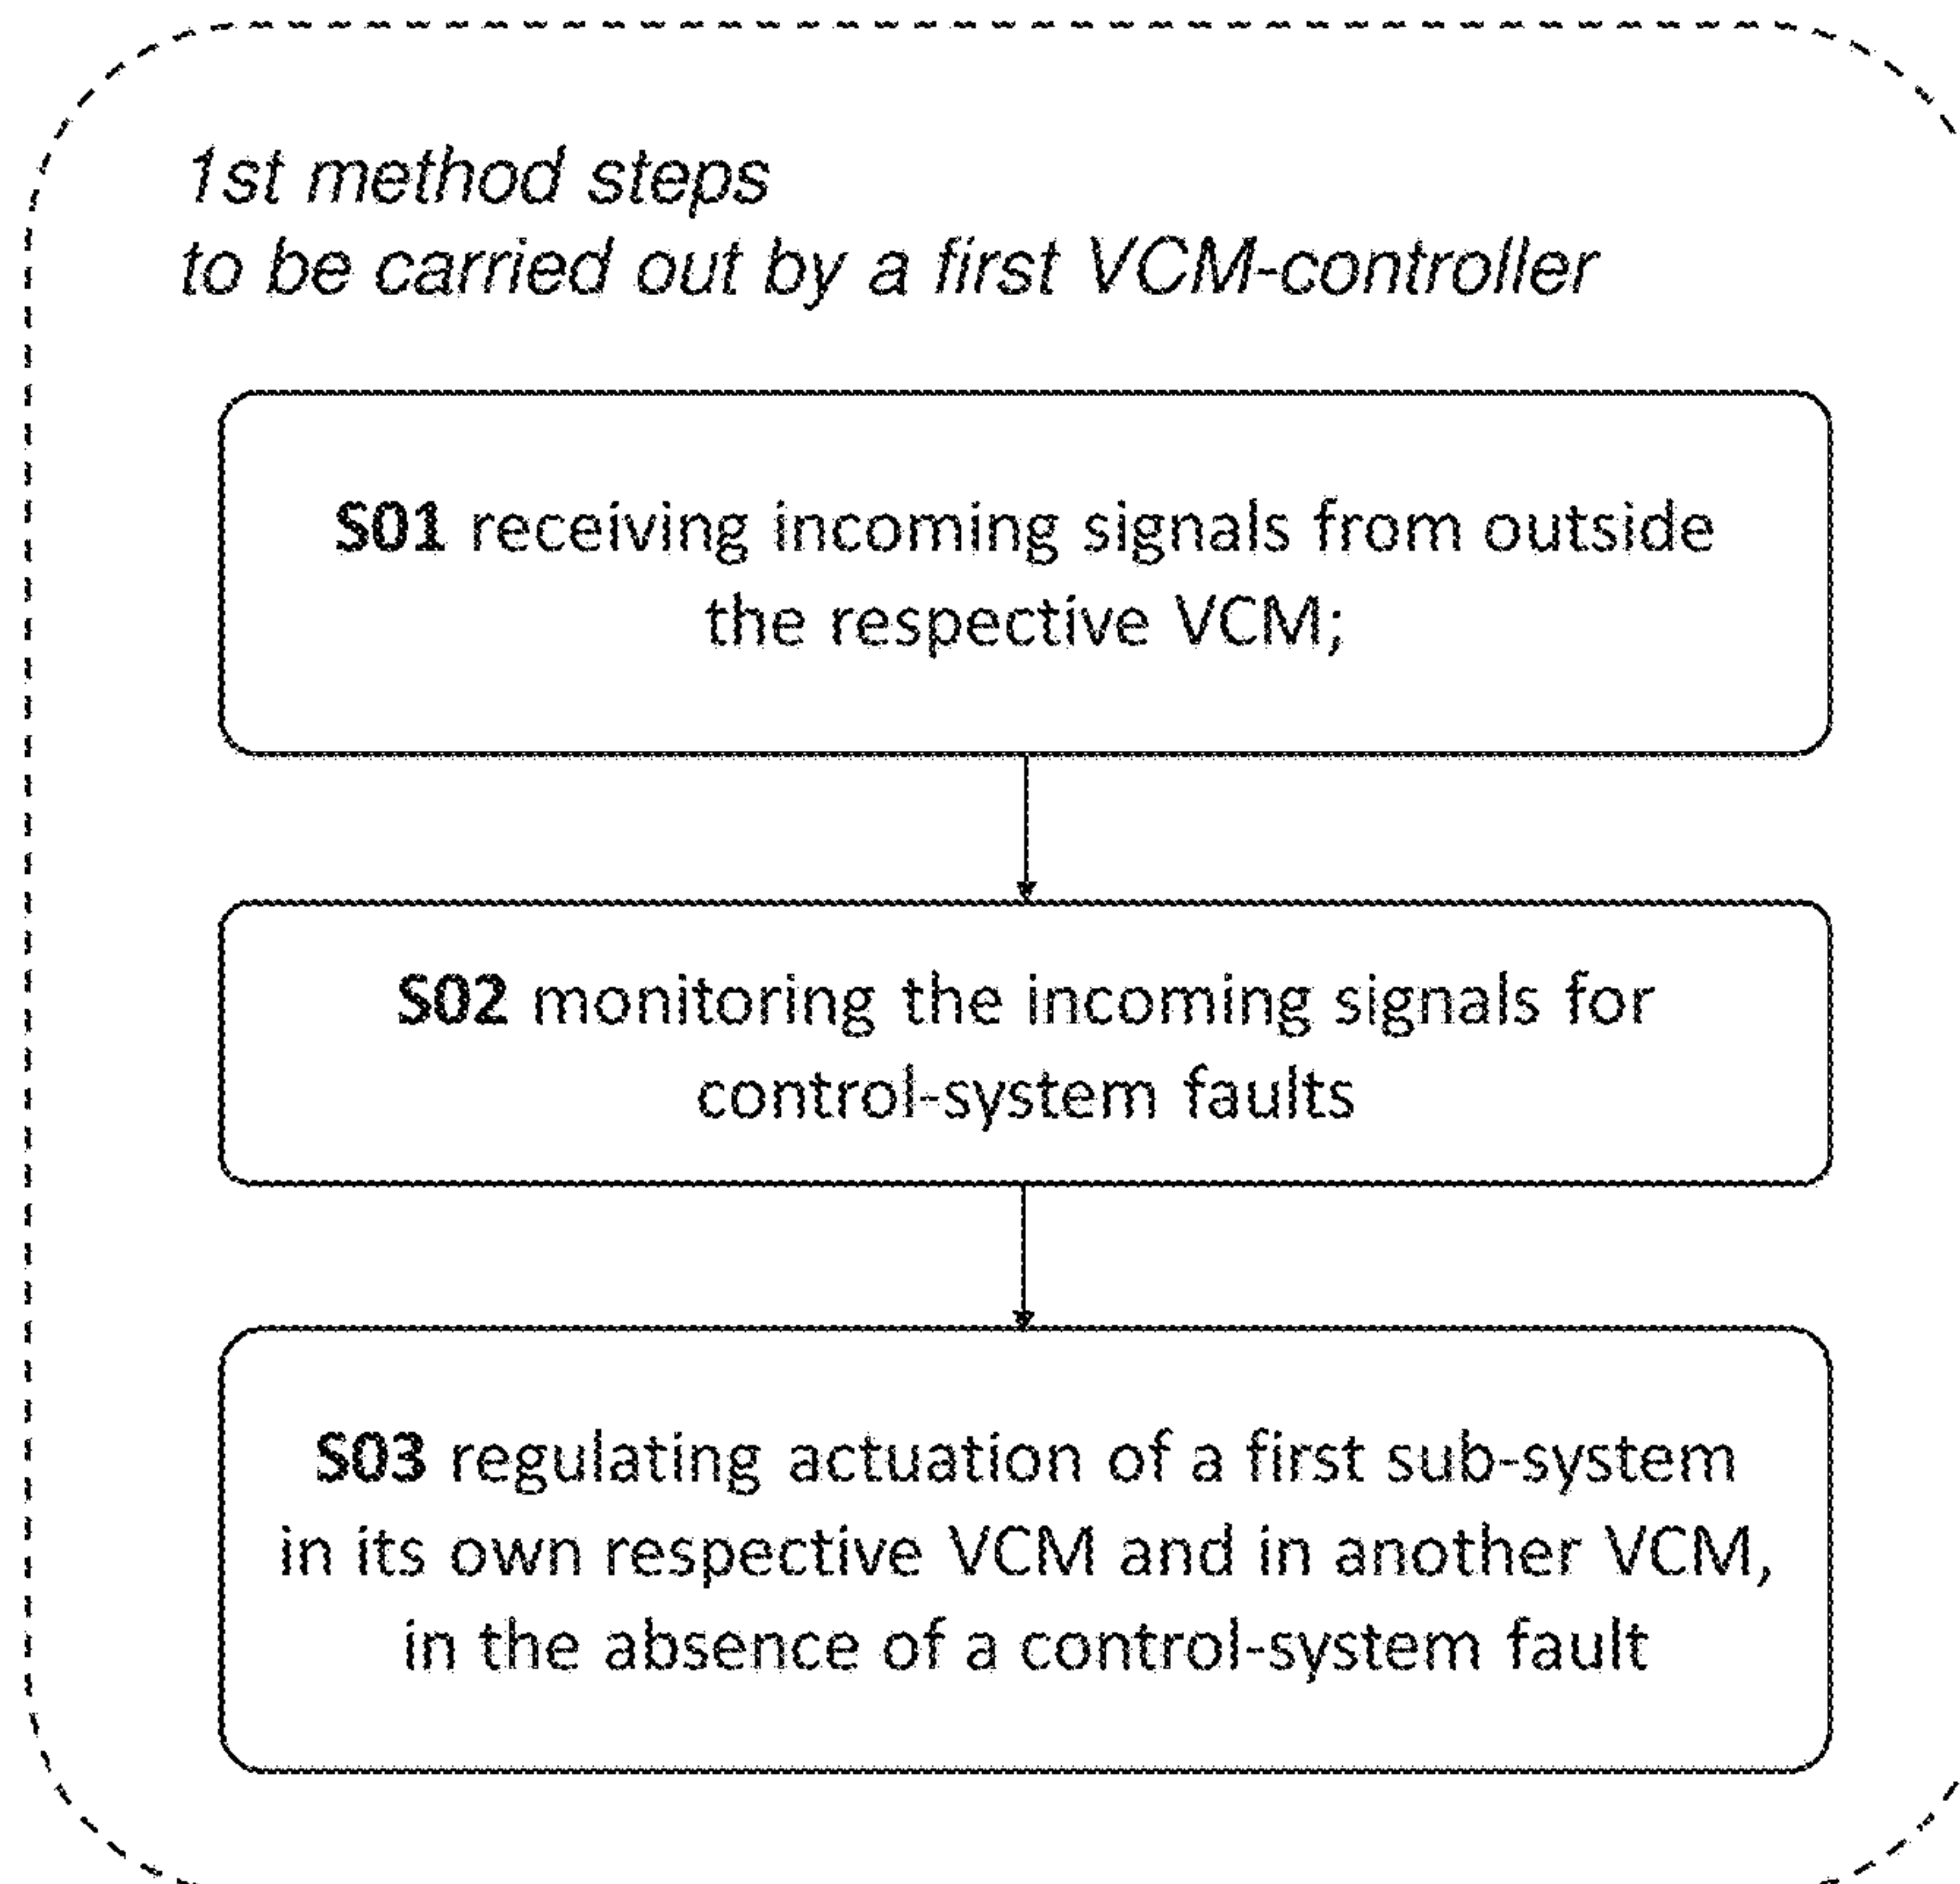 1st method steps
to be carried out by a first VCM-controller
S01 receiving incoming signals from outside
the respective VCM;
S02 monitoring the incoming signals for
control-system faults
S03 regulating actuation of a first sub-system
in its own respective VCM and in another VCM,
in the absence of a control-system fault